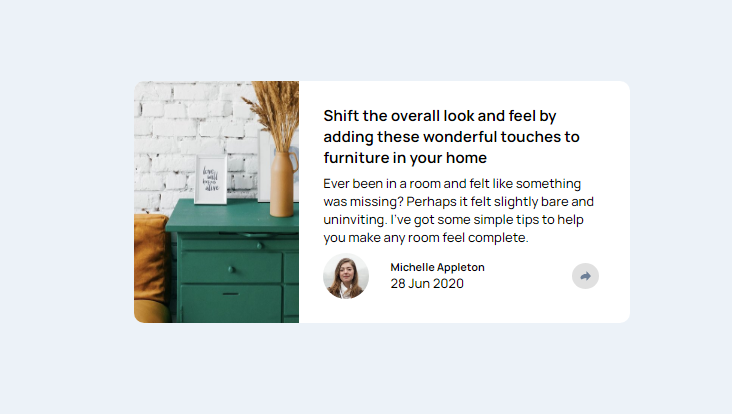 Shift the overall look and feel by
adding these wonderful touches to
furniture in your home
Ever been in a room and felt like something
was missing? Perhaps it felt slightly bare and
uninviting. I've got some simple tips to help
you make any room feel complete.
Michelle Appleton
28 Jun 2020